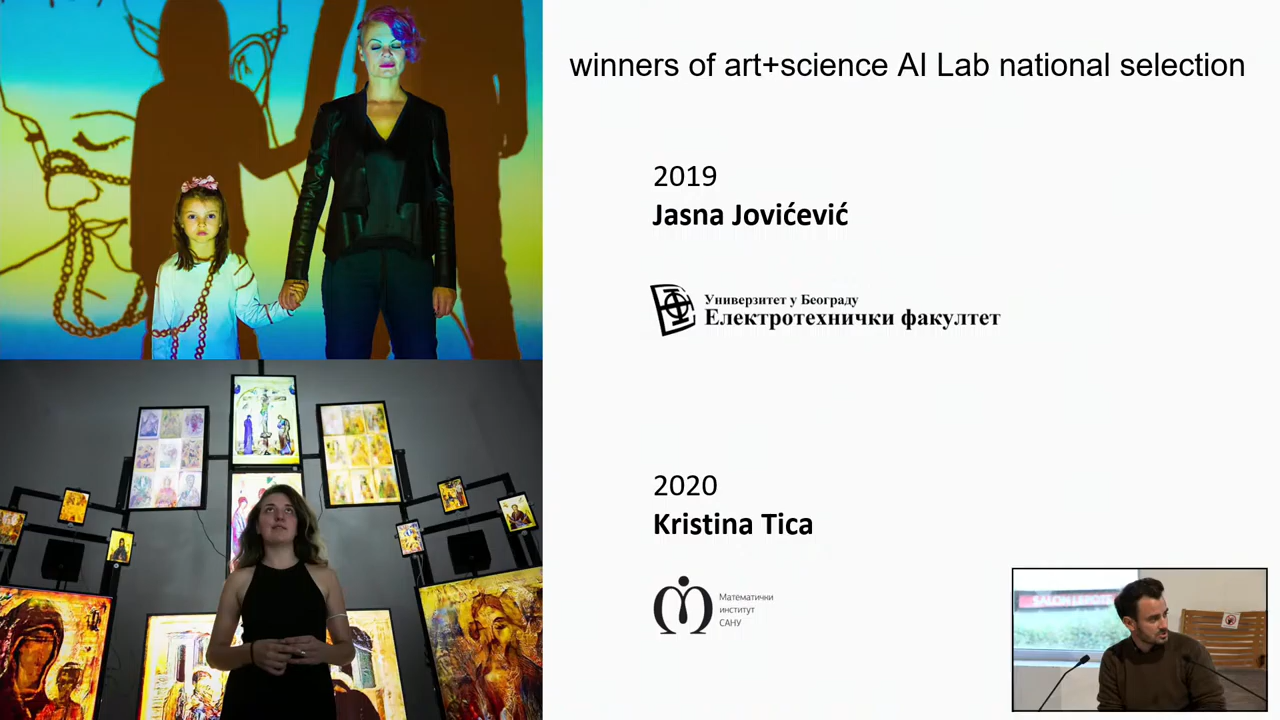 winners of art+science AI Lab national selection
2019
Jasna Jovićević
Универзитет у Београду
Електротехнички факултет
2020
Kristina Tica
Математички
институт
САНУ
SALON